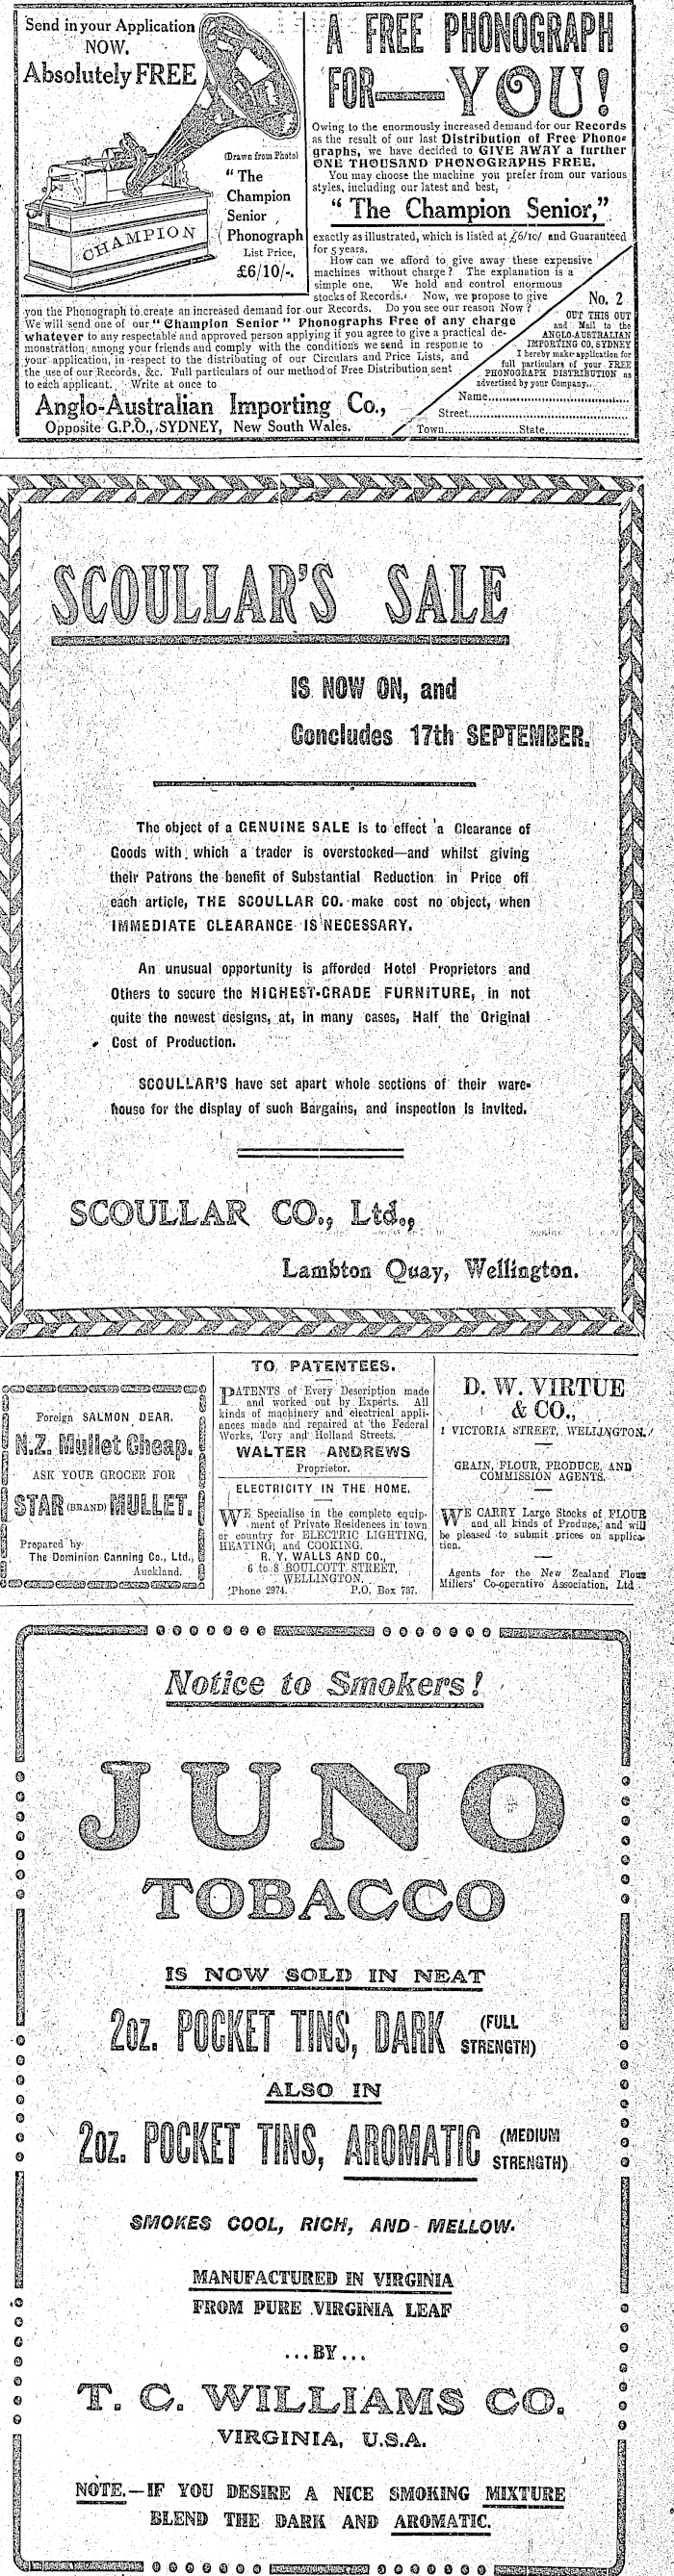 Send in your Application
NOW.
Absolutely FREE
(Drawn from Photo)
"The
Champion
Senior
Phonograph
List Price,
£6/10/-.
CHAMPION
A FREE PHONOGRAPH
FOR—YOU!
Owing to the enormously increased demand for our Records
as the result of our last Distribution of Free Phono-
graphs, we have decided to GIVE AWAY a further
ONE THOUSAND PHONOGRAPHS FREE.
You may choose the machine you prefer from our various
styles, including our latest and best,
"The Champion Senior,"
exactly as illustrated, which is listed at £6/10/ and Guaranteed
for 5 years.
How can we afford to give away these expensive
machines without charge? The explanation is a
simple one. We hold and control enormous
stocks of Records. Now, we propose to give
you the Phonograph to create an increased demand for our Records. Do you see our reason Now?
We will send one of our "Champion Senior" Phonographs Free of any charge
whatever to any respectable and approved person applying if you agree to give a practical de-
monstration among your friends and comply with the conditions we send in response to
your application, in respect to the distributing of our Circulars and Price Lists, and
the use of our Records, &c. Full particulars of our method of Free Distribution sent
to each applicant. Write at once to
Anglo-Australian Importing Co.,
Opposite G.P.O., SYDNEY, New South Wales.
No. 2
CUT THIS OUT
and Mail to the
ANGLO-AUSTRALIAN
IMPORTING CO, SYDNEY
I hereby make application for
full particulars of your FREE
PHONOGRAPH DISTRIBUTION as
advertised by your Company.
Name
Street
Town State
SCOULLAR'S SALE
IS NOW ON, and
Concludes 17th SEPTEMBER.
The object of a GENUINE SALE is to effect a Clearance of
Goods with which a trader is overstocked—and whilst giving
their Patrons the benefit of Substantial Reduction in Price off
each article, THE SCOULLAR CO. make cost no object, when
IMMEDIATE CLEARANCE IS NECESSARY.
An unusual opportunity is afforded Hotel Proprietors and
Others to secure the HIGHEST-GRADE FURNITURE, in not
quite the newest designs, at, in many cases, Half the Original
Cost of Production.
SCOULLAR'S have set apart whole sections of their ware-
house for the display of such Bargains, and inspection is invited.
SCOULLAR CO., Ltd.,
Lambton Quay, Wellington.
Foreign SALMON DEAR.
N.Z. Mullet Cheap.
ASK YOUR GROCER FOR
STAR (BRAND) MULLET.
Prepared by
The Dominion Canning Co., Ltd.,
Auckland.
TO PATENTEES.
PATENTS of Every Description made
and worked out by Experts. All
kinds of machinery and electrical appli-
ances made and repaired at the Federal
Works, Tory and Holland Streets.
WALTER ANDREWS
Proprietor.
ELECTRICITY IN THE HOME.
WE Specialise in the complete equip-
ment of Private Residences in town
or country for ELECTRIC LIGHTING,
HEATING and COOKING.
R. Y. WALLS AND CO.,
6 to 8 BOULCOTT STREET,
WELLINGTON.
'Phone 2974. P.O. Box 737.
D. W. VIRTUE
& CO.,
1 VICTORIA STREET, WELLINGTON.
GRAIN, FLOUR, PRODUCE, AND
COMMISSION AGENTS.
WE CARRY Large Stocks of FLOUR
and all kinds of Produce, and will
be pleased to submit prices on applica-
tion.
Agents for the New Zealand Flour
Millers' Co-operative Association, Ltd
Notice to Smokers!
JUNO
TOBACCO
IS NOW SOLD IN NEAT
2oz. POCKET TINS, DARK (FULL
STRENGTH)
ALSO IN
2oz. POCKET TINS, AROMATIC (MEDIUM
STRENGTH)
SMOKES COOL, RICH, AND MELLOW.
MANUFACTURED IN VIRGINIA
FROM PURE VIRGINIA LEAF
...BY...
T. C. WILLIAMS CO.
VIRGINIA, U.S.A.
NOTE.—IF YOU DESIRE A NICE SMOKING MIXTURE
BLEND THE DARK AND AROMATIC.